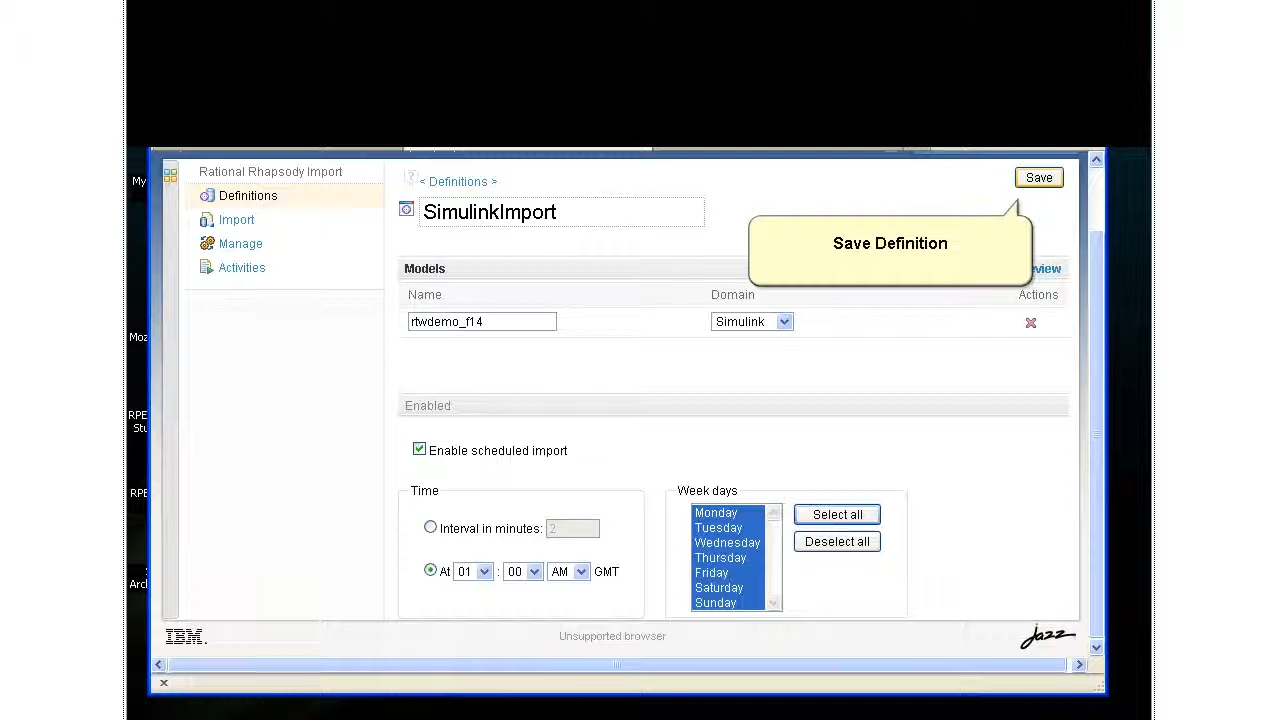 My
Moz
RPE
Stu
RPE
Arc
Rational Rhapsody Import
Definitions
Import
Manage
Activities
? < Definitions >
Save
SimulinkImport
Save Definition
Models
view
Name Domain Actions
rtwdemo_f14 Simulink
Enabled
Enable scheduled import
Time
Interval in minutes: 2
At 01 : 00 AM GMT
Week days
Monday
Tuesday
Wednesday
Thursday
Friday
Saturday
Sunday
Select all
Deselect all
IBM.
Unsupported browser
jazz